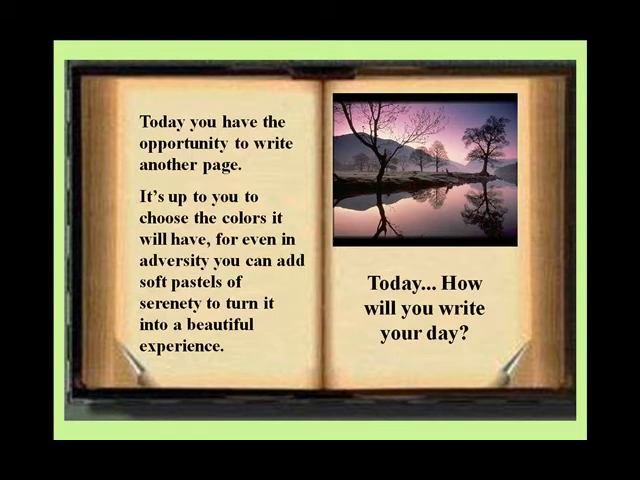 Today you have the
opportunity to write
another page.
It’s up to you to
choose the colors it
will have, for even in
adversity you can add
soft pastels of
serenety to turn it
into a beautiful
experience.
Today... How
will you write
your day?